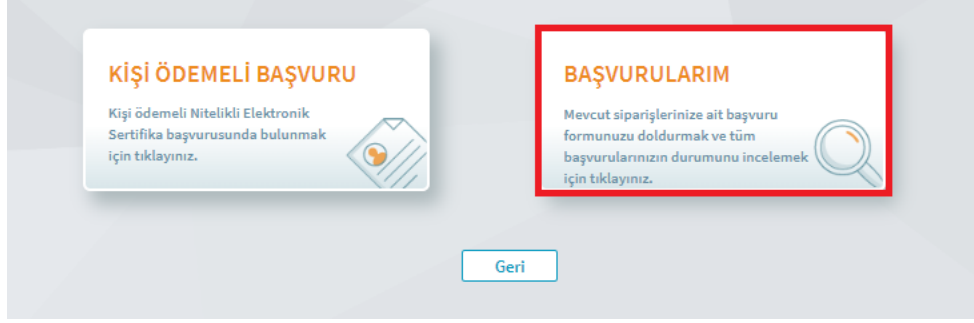 KİŞİ ÖDEMELİ BAŞVURU
Kişi ödemeli Nitelikli Elektronik
Sertifika başvurusunda bulunmak
için tıklayınız.
BAŞVURULARIM
Mevcut siparişlerinize ait başvuru
formunuzu doldurmak ve tüm
başvurularınızın durumunu incelemek
için tıklayınız.
Geri